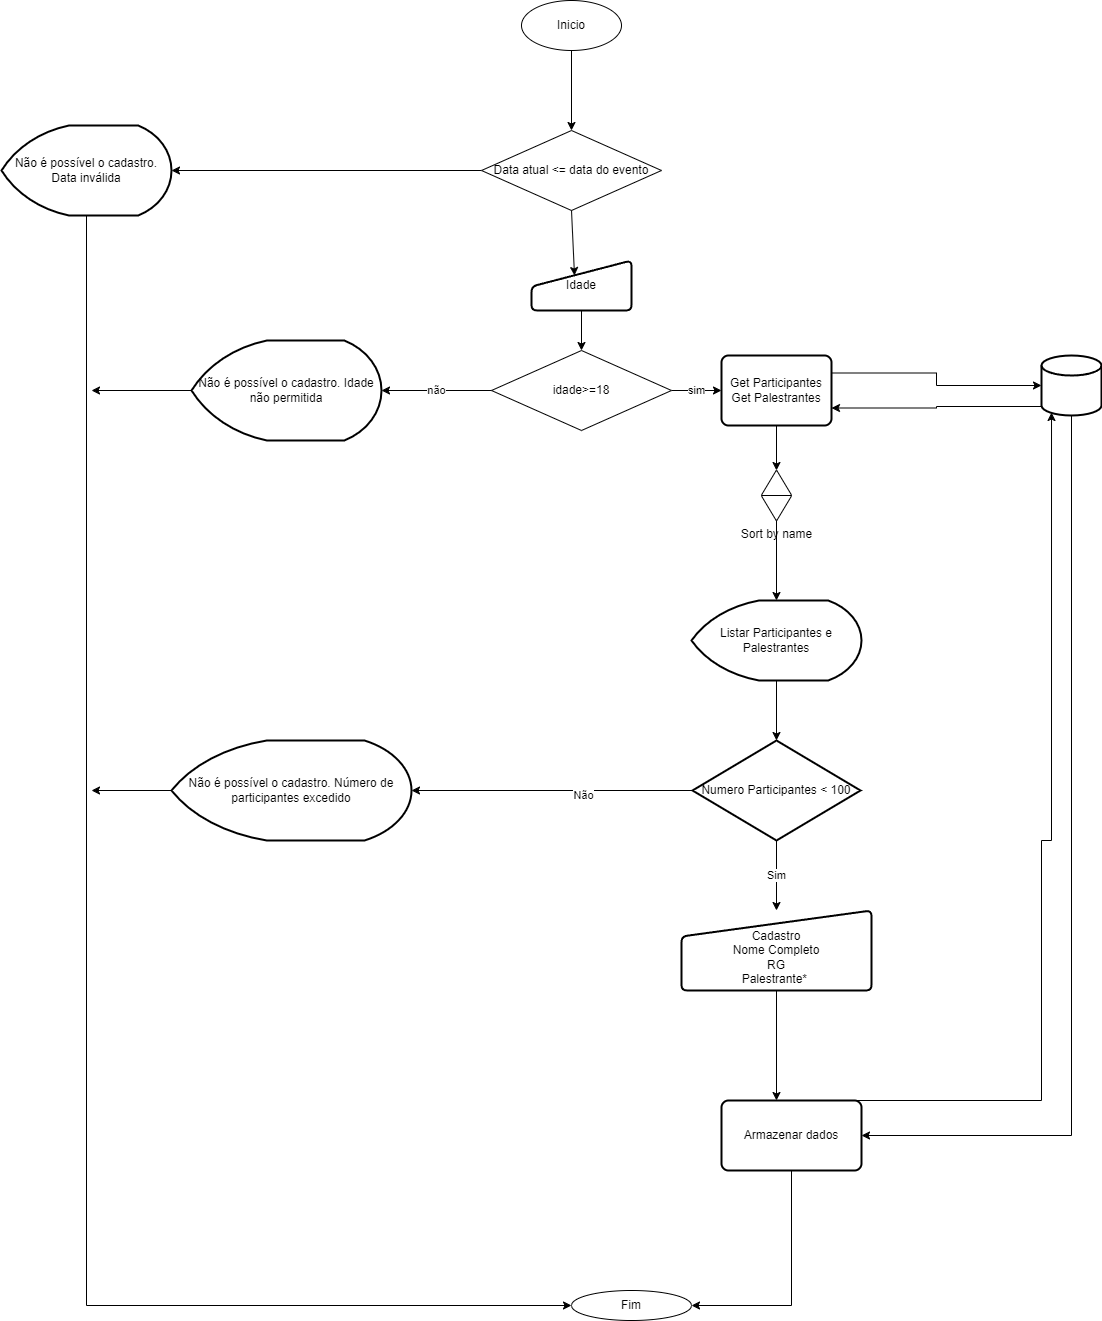 Inicio
Data atual <= data do evento
Não é possível o cadastro.
Data inválida
Idade
idade>=18
não
sim
Não é possível o cadastro. Idade
não permitida
Get Participantes
Get Palestrantes
Sort by name
Listar Participantes e
Palestrantes
Numero Participantes < 100
Não
Não é possível o cadastro. Número de
participantes excedido
Sim
Cadastro
Nome Completo
RG
Palestrante*
Armazenar dados
Fim